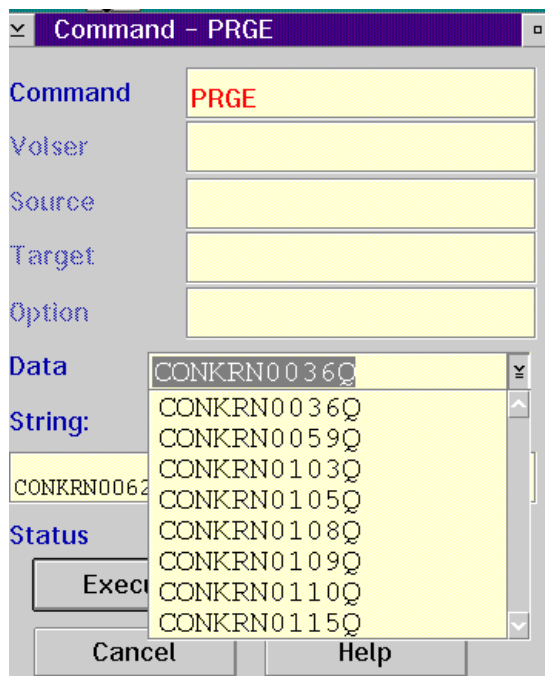 Command - PRGE
Command PRGE
Volser
Source
Target
Option
Data CONKRN0036Q
CONKRN0036Q
String:
CONKRN0059Q
CONKRN0103Q
CONKRN0062
CONKRN0105Q
Status
CONKRN0108Q
CONKRN0109Q
CONKRN0110Q
CONKRN0115Q
Cancel Help